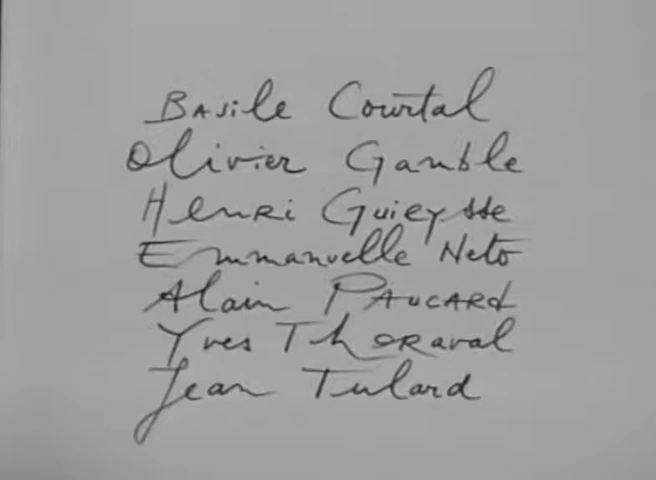 Basile Courtal
Olivier Gamble
Henri Guieysse
Emmanuelle Neto
Alain Paucard
Yves Thoraval
Jean Tulard